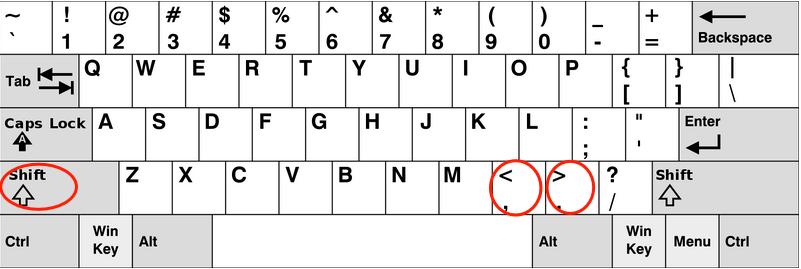 ~ ! @ # $ % ^ & * ( ) _ + Backspace
` 1 2 3 4 5 6 7 8 9 0 - =
Tab Q W E R T Y U I O P { } |
[ ] \
Caps Lock A S D F G H J K L : " Enter
A ; '
Shift Z X C V B N M < > ? Shift
, . /
Ctrl Win Key Alt Alt Win Key Menu Ctrl